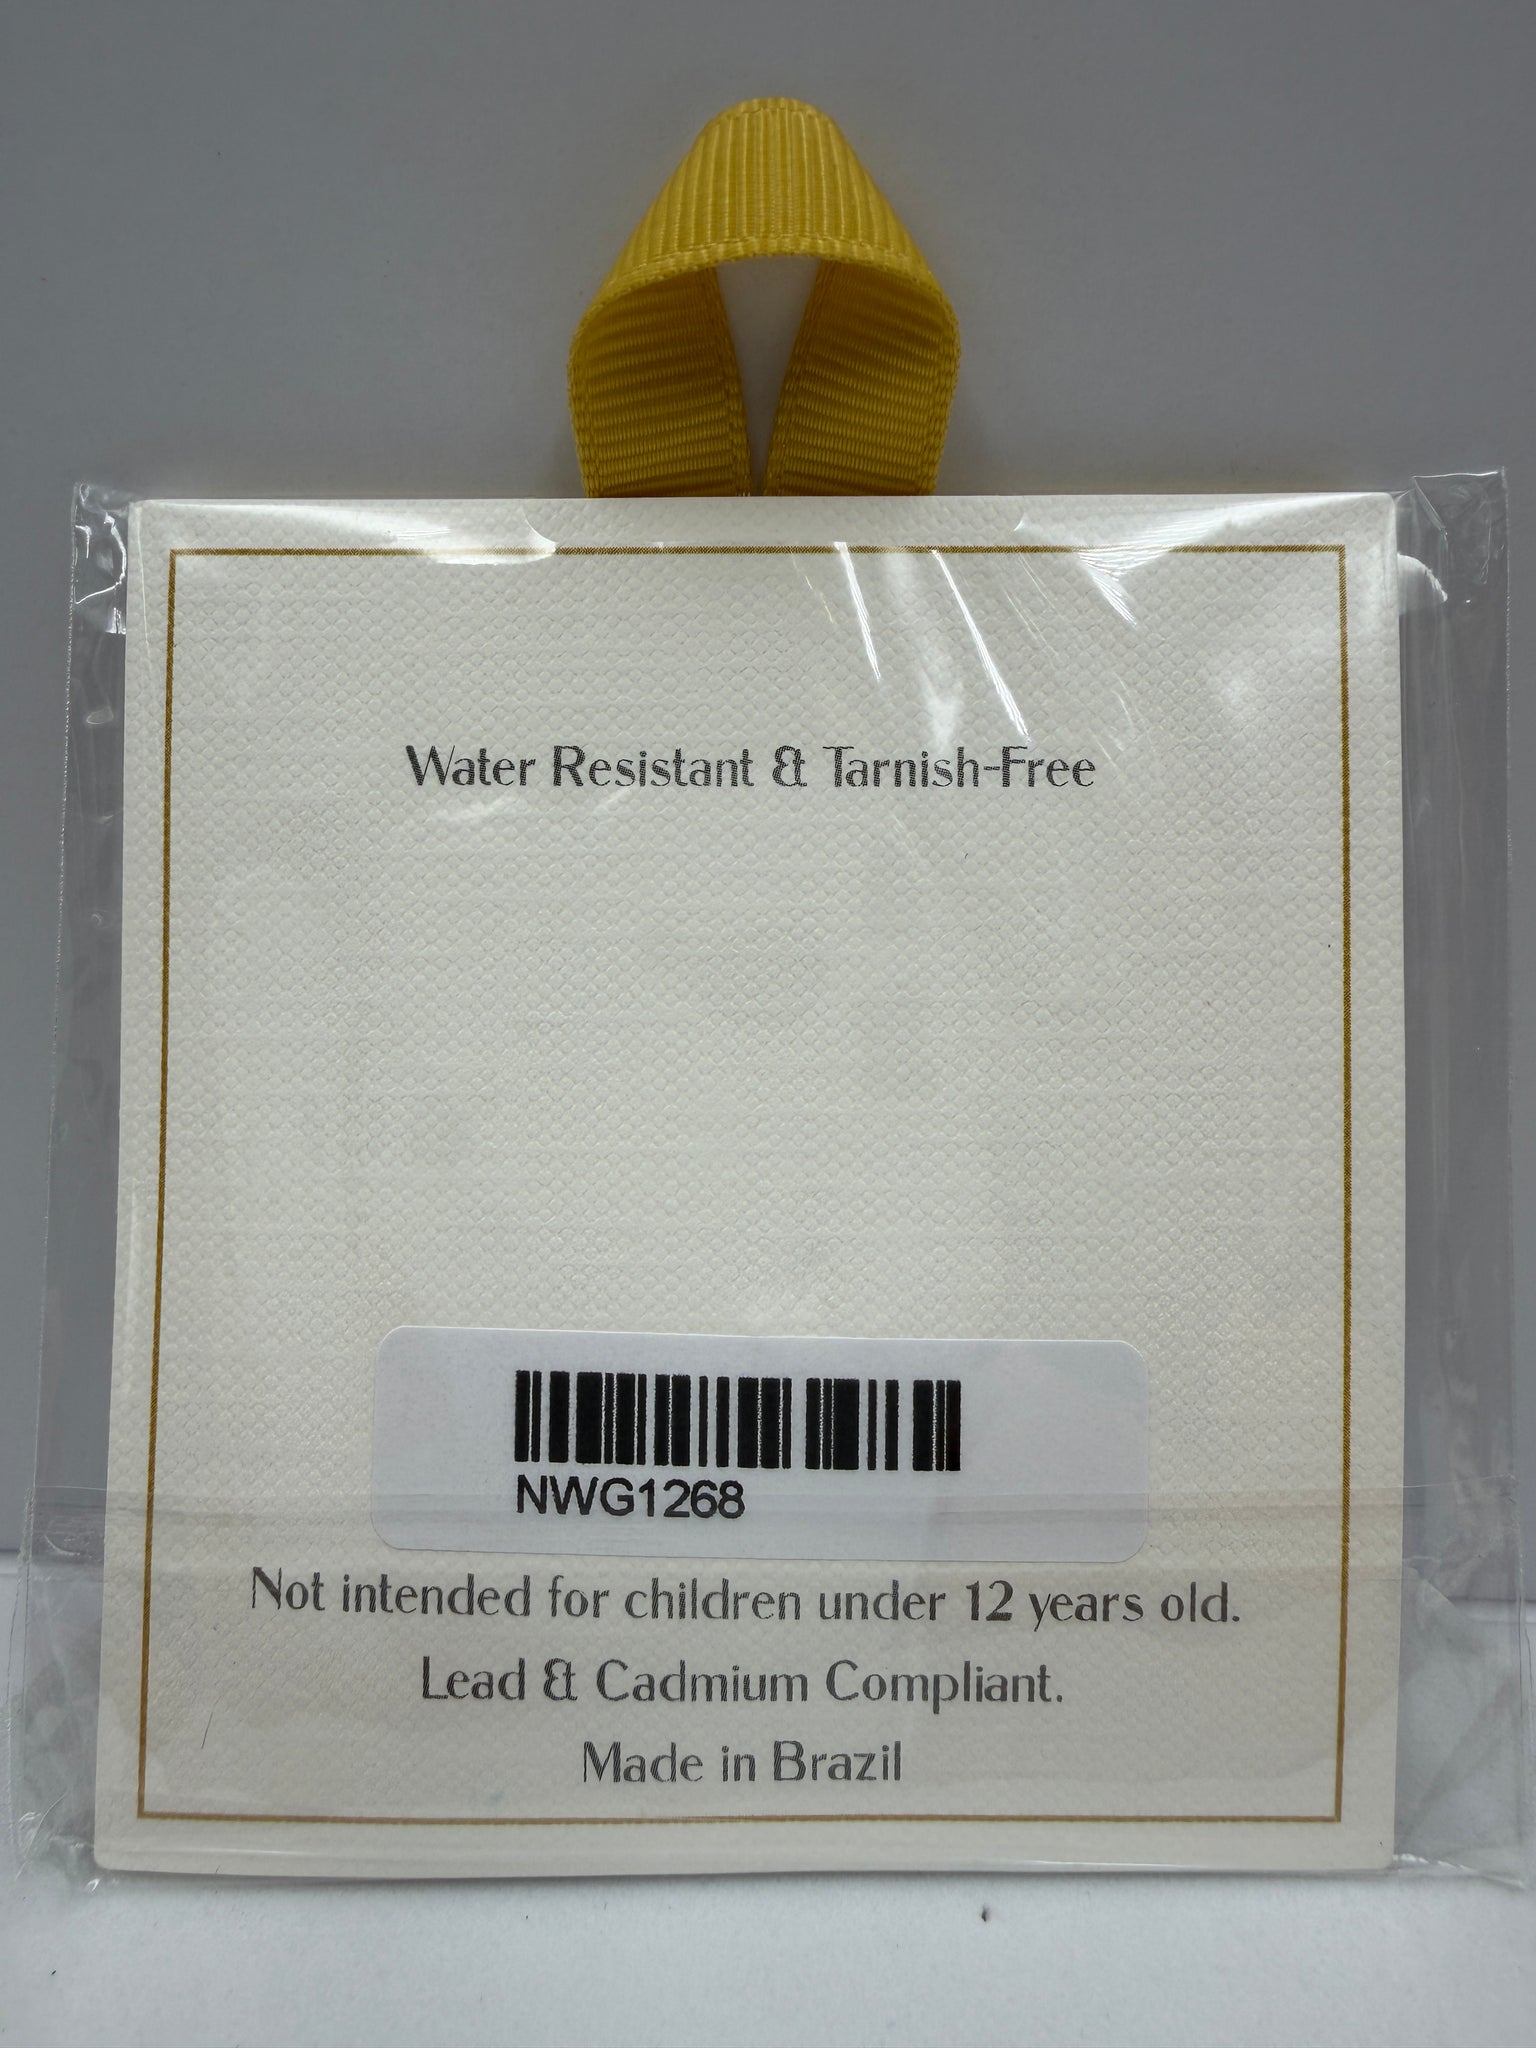 Water Resistant & Tarnish-Free
NWG1268
Not intended for children under 12 years old.
Lead & Cadmium Compliant.
Made in Brazil